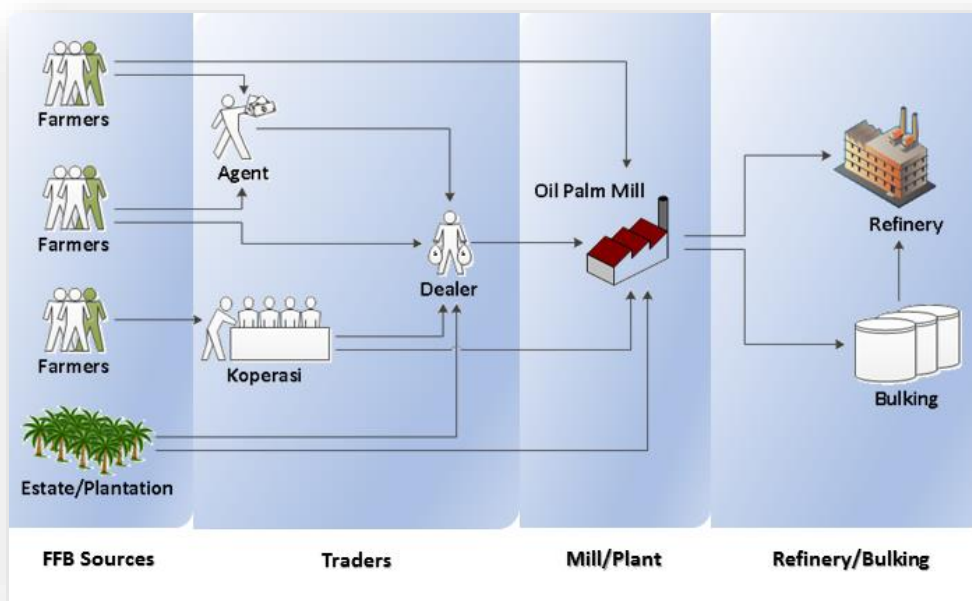 Farmers
Agent
Farmers
Dealer
Farmers
Koperasi
Estate/Plantation
Oil Palm Mill
Refinery
Bulking
FFB Sources
Traders
Mill/Plant
Refinery/Bulking